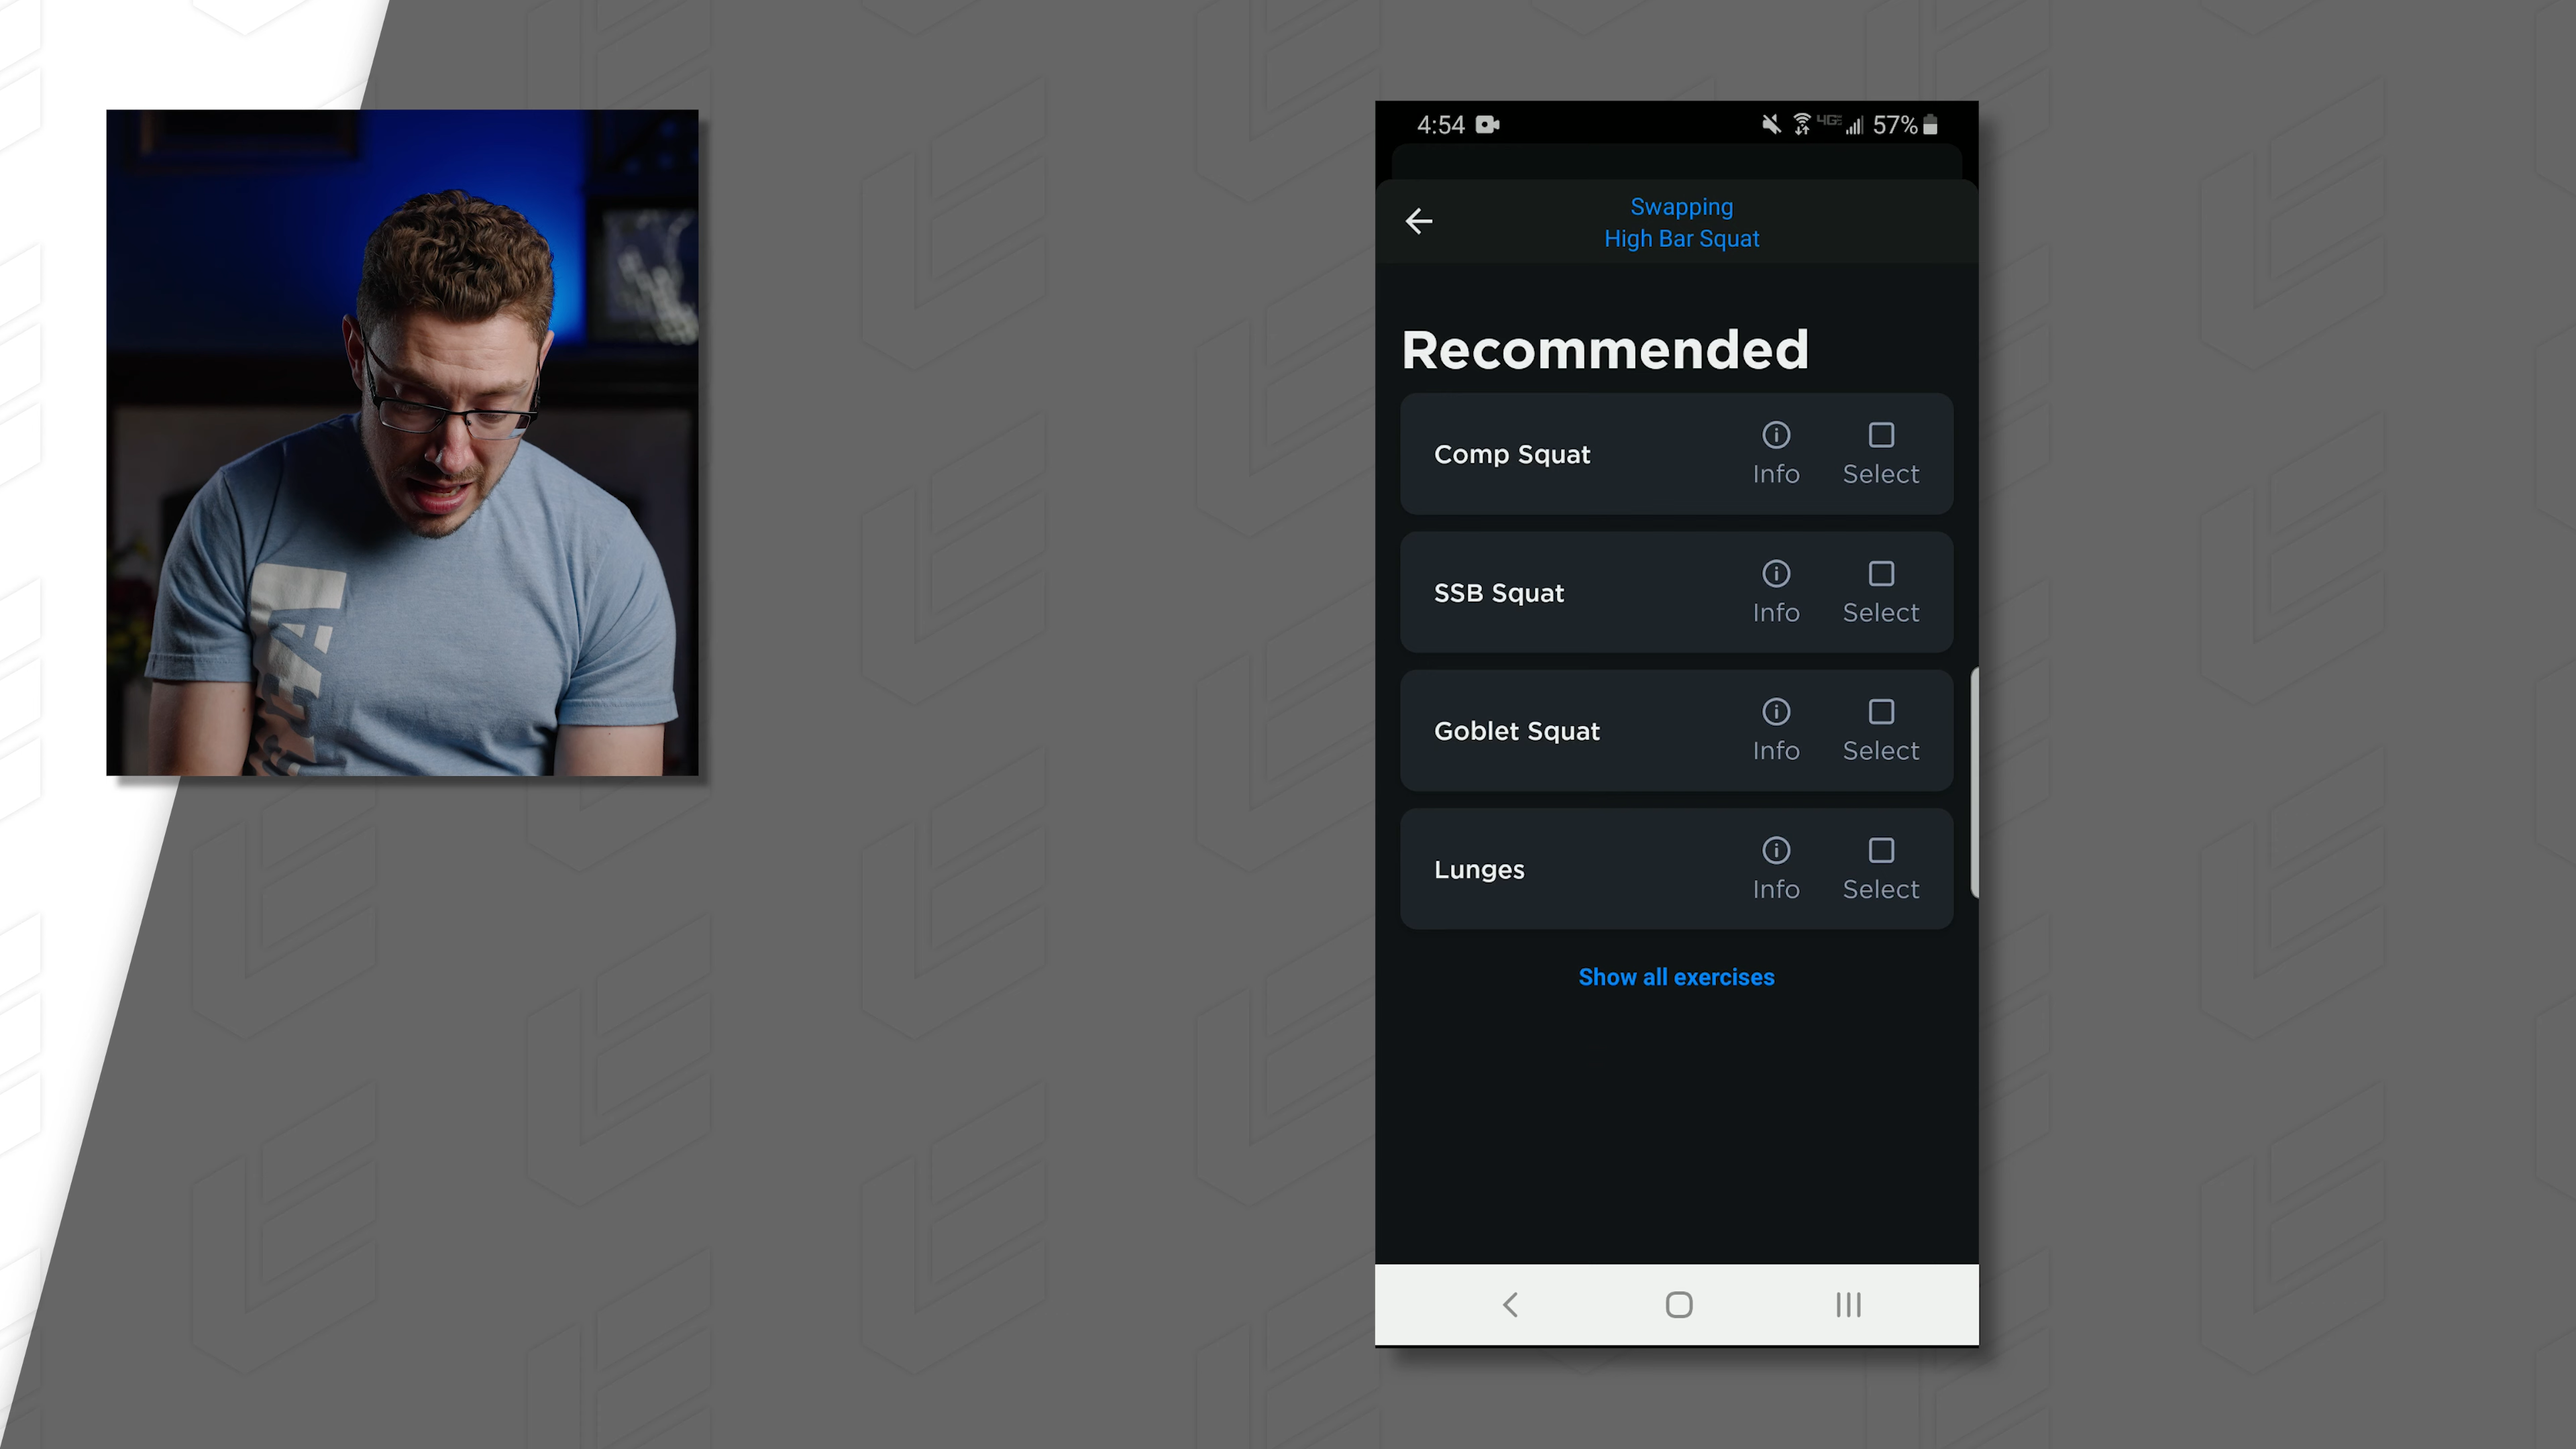 4:54
4GE 57%
Swapping
High Bar Squat
Recommended
Comp Squat
Info
Select
SSB Squat
Info
Select
Goblet Squat
Info
Select
Lunges
Info
Select
Show all exercises